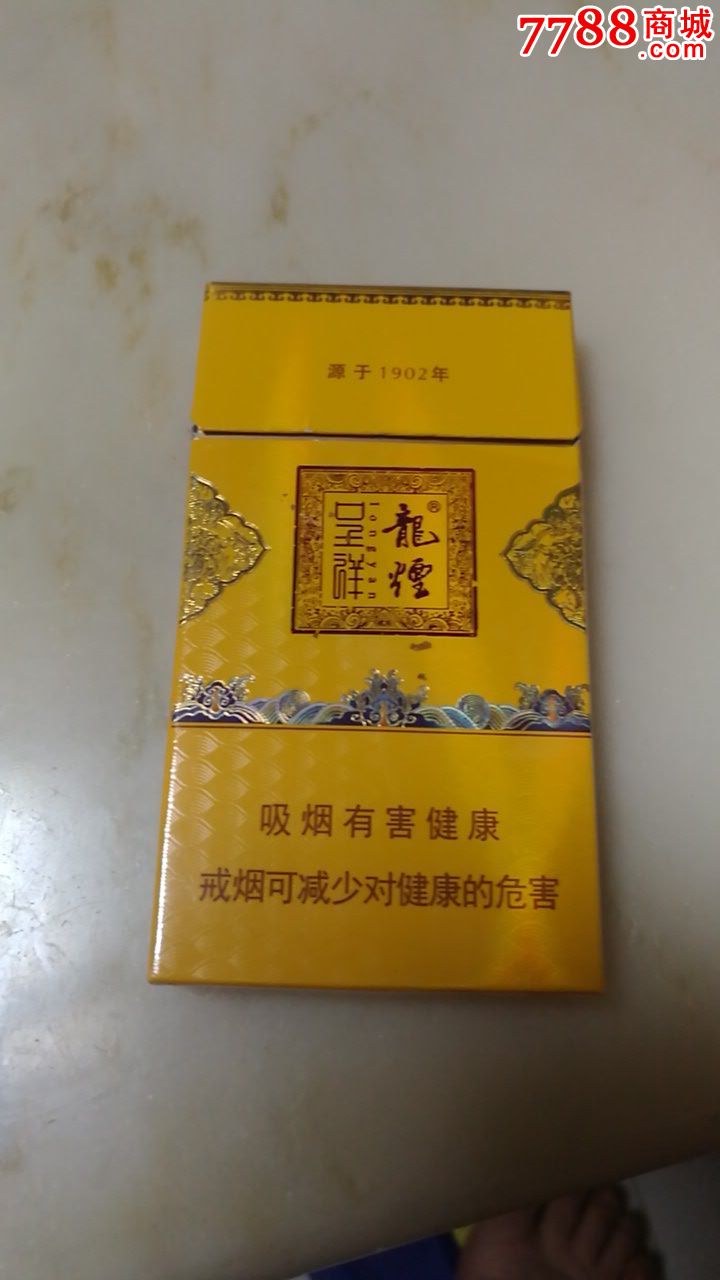 7788商城
.com
源于1902年
龍煙®
longyan
呈祥
吸烟有害健康
戒烟可减少对健康的危害